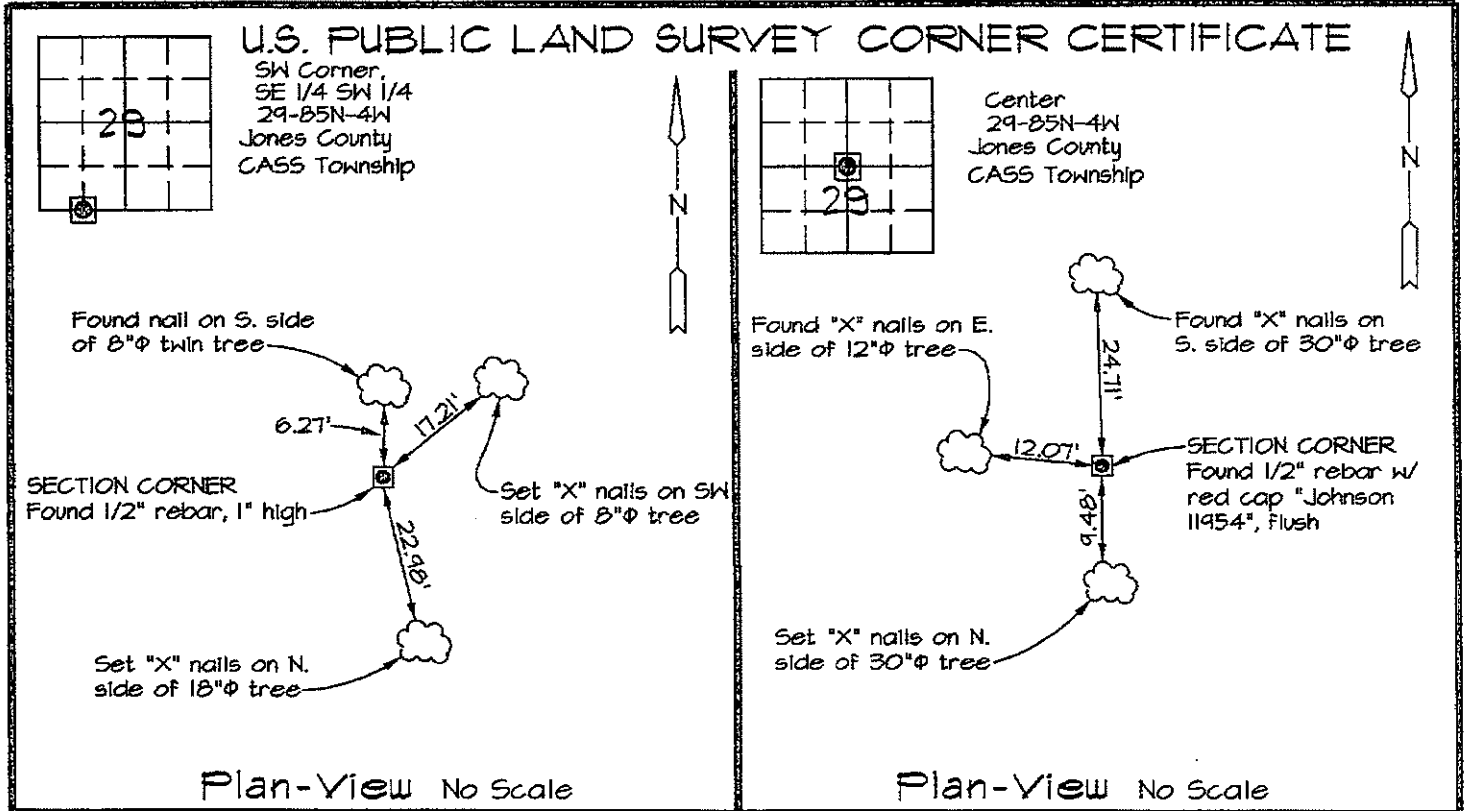 U.S. PUBLIC LAND SURVEY CORNER CERTIFICATE
SW Corner,
SE 1/4 SW 1/4
29-85N-4W
Jones County
CASS Township
29
N
Found nail on S. side
of 8"Φ twin tree
6.27'
17.21'
SECTION CORNER
Found 1/2" rebar, 1" high
Set "X" nails on SW
side of 8"Φ tree
22.98'
Set "X" nails on N.
side of 18"Φ tree
Plan-View No Scale
Center
29-85N-4W
Jones County
CASS Township
29
N
Found "X" nails on E.
side of 12"Φ tree
Found "X" nails on
S. side of 30"Φ tree
24.71'
12.07'
SECTION CORNER
Found 1/2" rebar w/
red cap "Johnson
11954", flush
9.48'
Set "X" nails on N.
side of 30"Φ tree
Plan-View No Scale